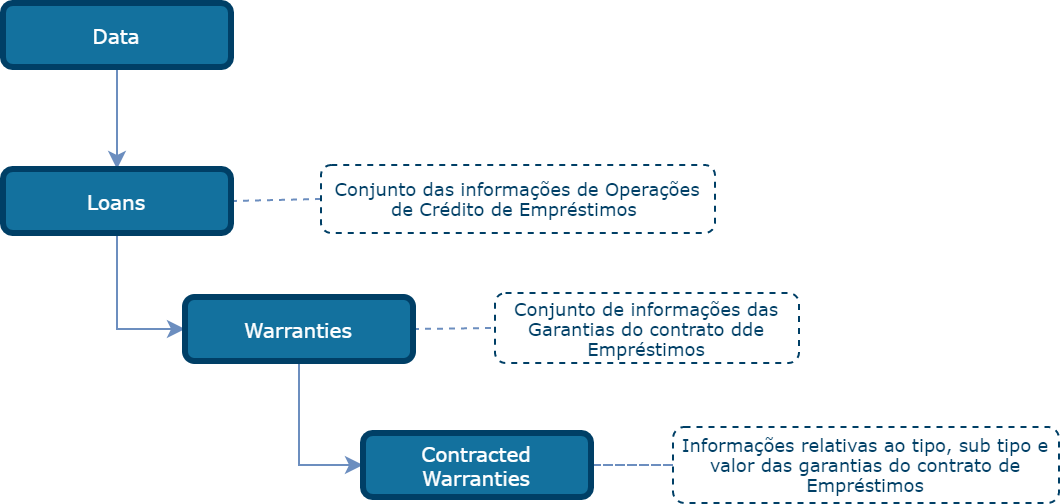 Data
Loans
Conjunto das informações de Operações
de Crédito de Empréstimos
Warranties
Conjunto de informações das
Garantias do contrato dde
Empréstimos
Contracted
Warranties
Informações relativas ao tipo, sub tipo e
valor das garantias do contrato de
Empréstimos